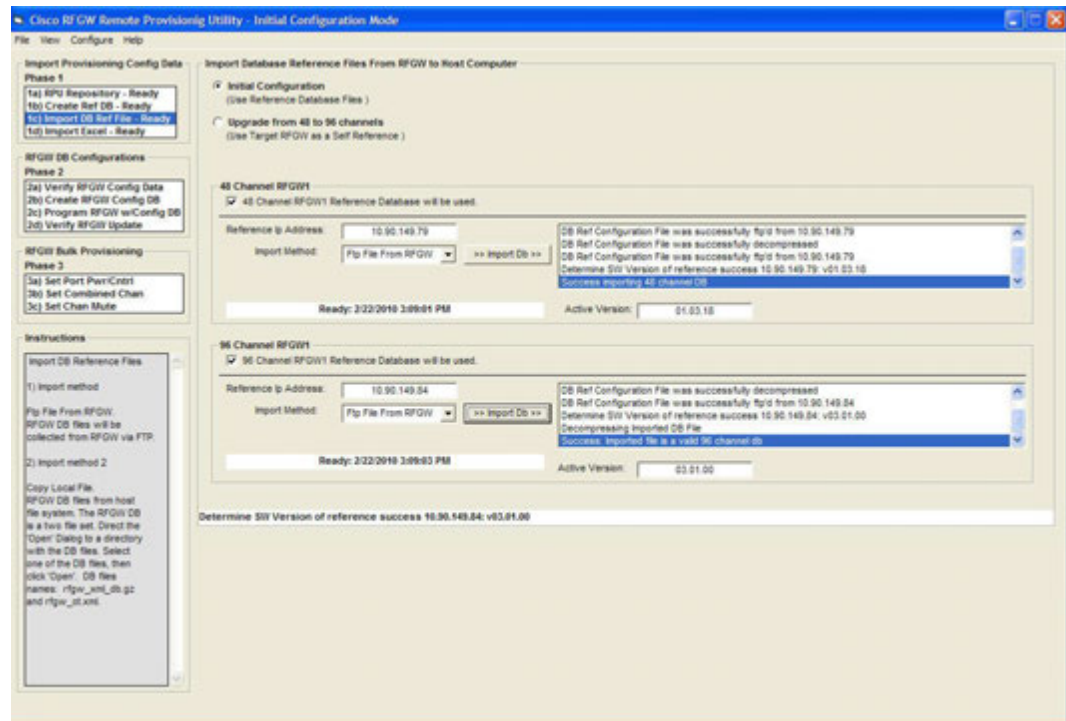 Cisco RFGW Remote Provisionig Utility - Initial Configuration Mode
File View Configure Help
Import Provisioning Config Data
Phase 1
1a) RPU Repository - Ready
1b) Create Ref DB - Ready
1c) Import DB Ref File - Ready
1d) Import Excel - Ready
RFGW DB Configurations
Phase 2
2a) Verify RFGW Config Data
2b) Create RFGW Config DB
2c) Program RFGW w/Config DB
2d) Verify RFGW Update
RFGW Bulk Provisioning
Phase 3
3a) Set Port Pwr/Cntrl
3b) Set Combined Chan
3c) Set Chan Mute
Instructions
Import DB Reference Files
1) Import method
Ftp File From RFGW.
RFGW DB files will be
collected from RFGW via FTP.
2) Import method 2
Copy Local File.
RFGW DB files from host
file system. The RFGW DB
is a two file set. Direct the
'Open' Dialog to a directory
with the DB files. Select
one of the DB files, then
click 'Open'. DB files
names: rfgw_xml_db.gz
and rfgw_st.xml.
Import Database Reference Files From RFGW to Host Computer
Initial Configuration
(Use Reference Database Files )
Upgrade from 48 to 96 channels
(Use Target RFGW as a Self Reference )
48 Channel RFGW1
48 Channel RFGW1 Reference Database will be used.
Reference Ip Address: 10.90.149.79
Import Method: Ftp File From RFGW >> Import Db >>
DB Ref Configuration File was successfully ftp'd from 10.90.149.79
DB Ref Configuration File was successfully decompressed
DB Ref Configuration File was successfully ftp'd from 10.90.149.79
Determine SW Version of reference success 10.90.149.79: v01.03.18
Success importing 48 channel DB
Ready: 2/22/2010 3:09:01 PM
Active Version: 01.03.18
96 Channel RFGW1
96 Channel RFGW1 Reference Database will be used.
Reference Ip Address: 10.90.149.84
Import Method: Ftp File From RFGW >> Import Db >>
DB Ref Configuration File was successfully decompressed
DB Ref Configuration File was successfully ftp'd from 10.90.149.84
Determine SW Version of reference success 10.90.149.84: v03.01.00
Decompressing Imported DB File
Success: Imported file is a valid 96 channel db
Ready: 2/22/2010 3:09:03 PM
Active Version: 03.01.00
Determine SW Version of reference success 10.90.149.84: v03.01.00